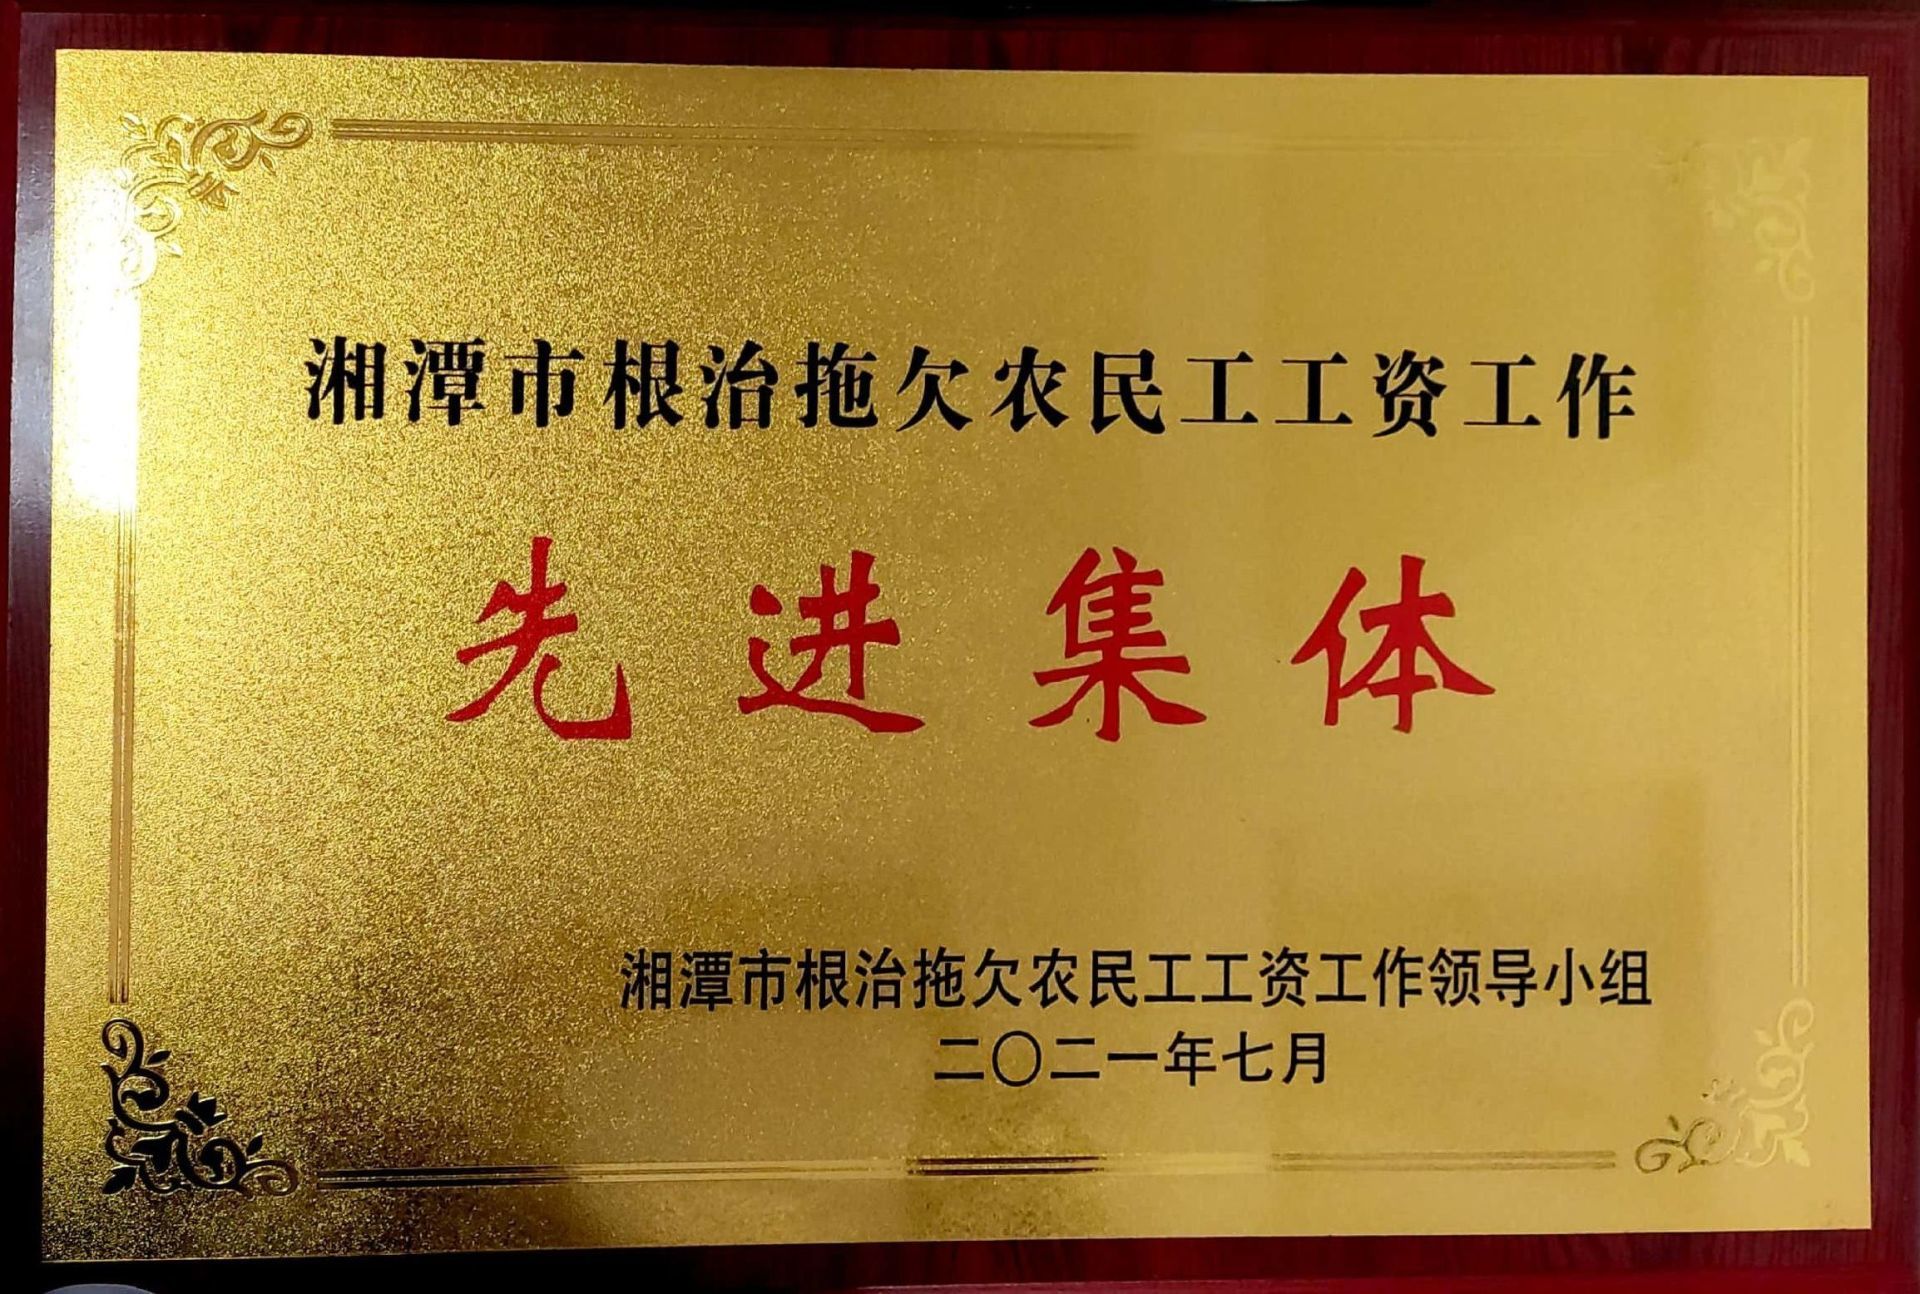 湘潭市根治拖欠农民工工资工作
先进集体
湘潭市根治拖欠农民工工资工作领导小组
二〇二一年七月